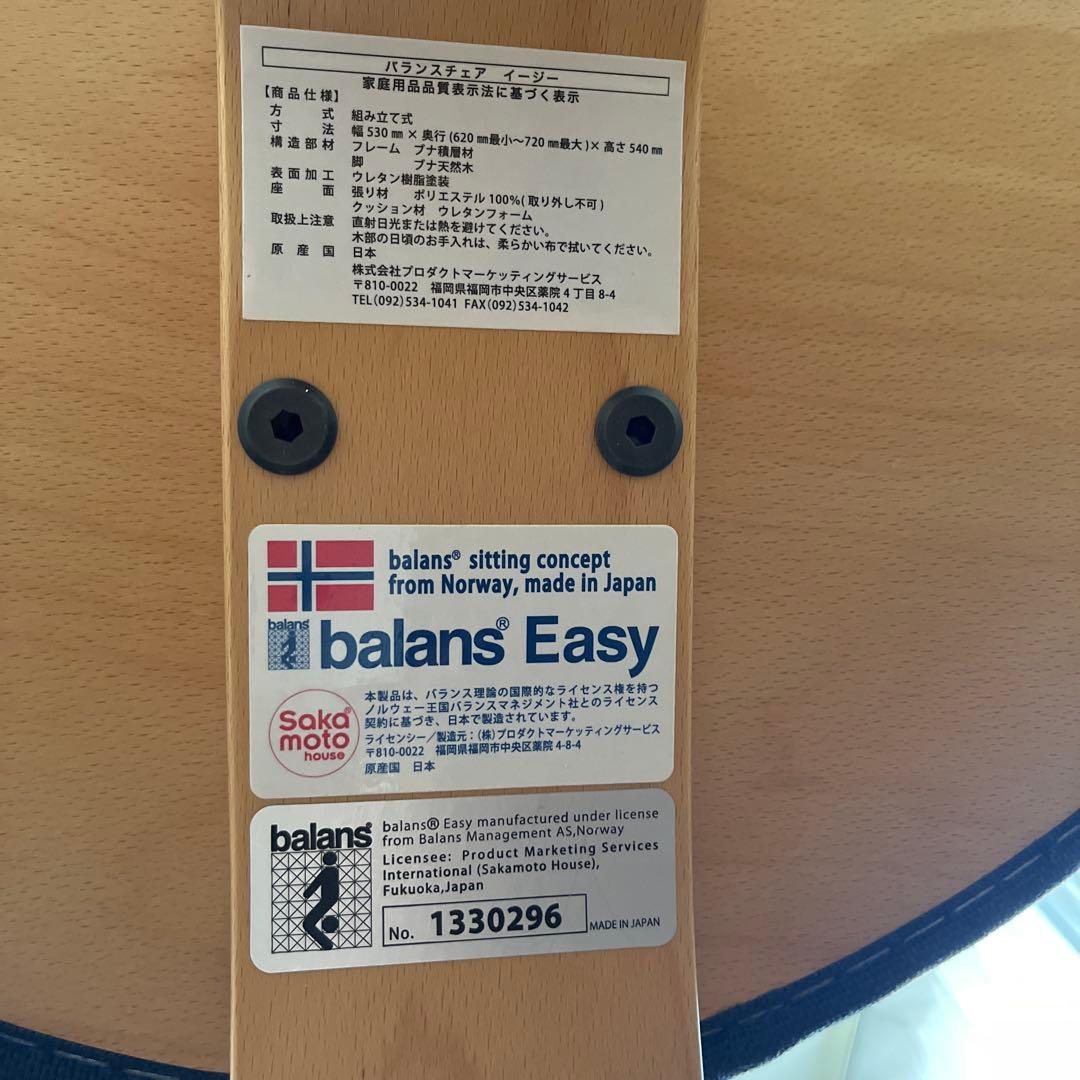 バランスチェア　イージー
家庭用品品質表示法に基づく表示
【商品仕様】
方　　式　組み立て式
寸　　法　幅 530 ㎜ × 奥行 (620 ㎜最小～720 ㎜最大 )× 高さ 540 ㎜
構造部材　フレーム　ブナ積層材
脚　　　ブナ天然木
表面加工　ウレタン樹脂塗装
座　　面　張り材　ポリエステル 100%( 取り外し不可 )
クッション材　ウレタンフォーム
取扱上注意　直射日光または熱を避けてください。
木部の日頃のお手入れは、柔らかい布で拭いてください。
原 産 国　日本
株式会社プロダクトマーケッティングサービス
〒810-0022　福岡県福岡市中央区薬院 4 丁目 8-4
TEL(092)534-1041 FAX(092)534-1042
balans® sitting concept
from Norway, made in Japan
balans
balans® Easy
本製品は、バランス理論の国際的なライセンス権を持つ
ノルウェー王国バランスマネジメント社とのライセンス
契約に基づき、日本で製造されています。
Saka®
moto
house
ライセンシー／製造元：(株)プロダクトマーケッティングサービス
〒810-0022　福岡県福岡市中央区薬院 4-8-4
原産国　日本
balans®
balans® Easy manufactured under license
from Balans Management AS,Norway
Licensee: Product Marketing Services
International (Sakamoto House),
Fukuoka,Japan
No. 1330296
MADE IN JAPAN